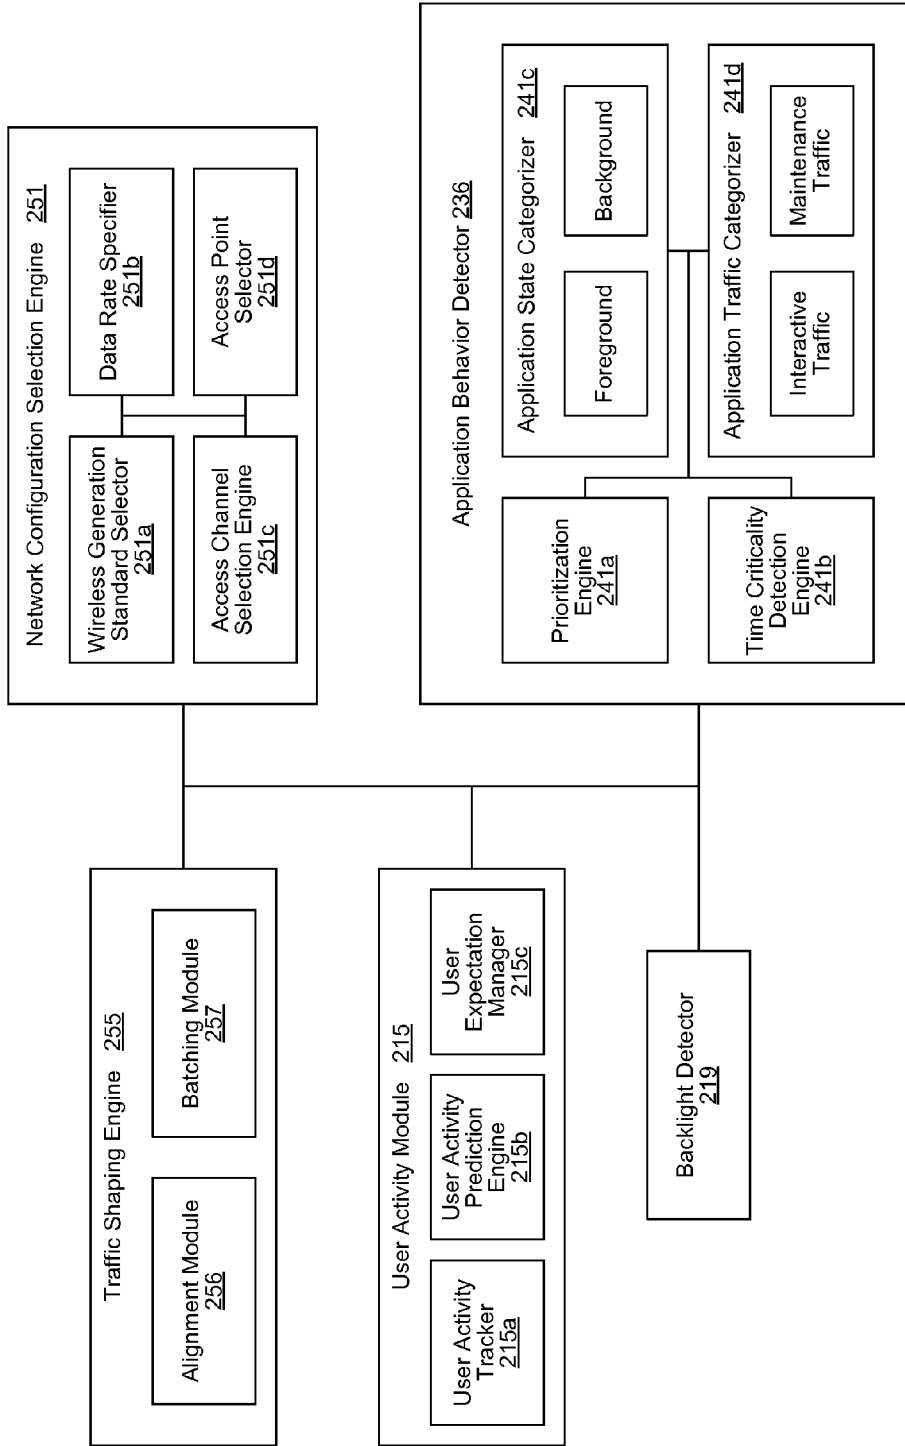 Traffic Shaping Engine 255
Alignment Module
256
Batching Module
257
Network Configuration Selection Engine 251
Wireless Generation
Standard Selector
251a
Data Rate Specifier
251b
Access Channel
Selection Engine
251c
Access Point
Selector
251d
User Activity Module 215
User Activity
Tracker
215a
User Activity
Prediction
Engine
215b
User
Expectation
Manager
215c
Backlight Detector
219
Application Behavior Detector 236
Prioritization
Engine
241a
Time Criticality
Detection
Engine
241b
Application State Categorizer 241c
Foreground
Background
Application Traffic Categorizer 241d
Interactive
Traffic
Maintenance
Traffic